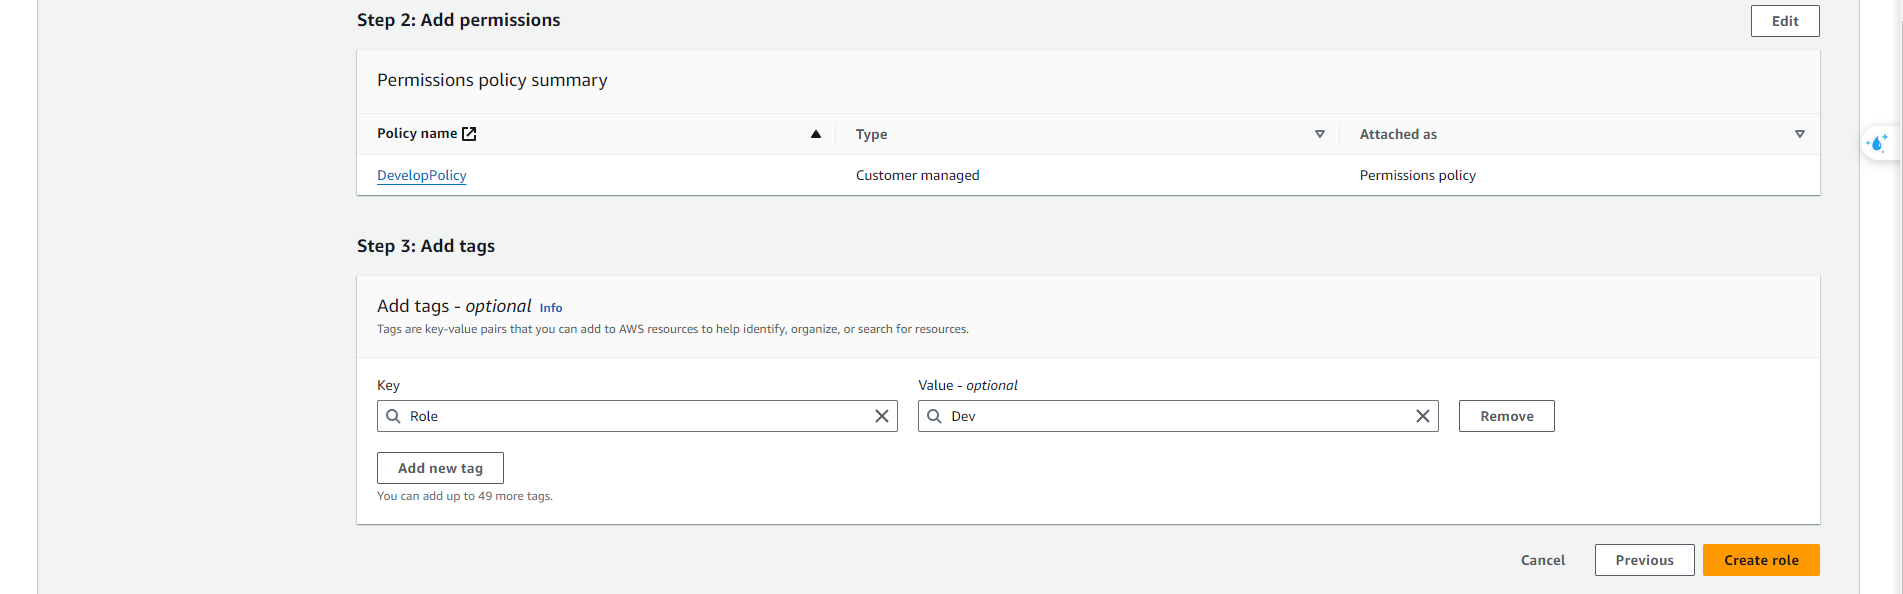 Step 2: Add permissions
Edit
Permissions policy summary
Policy name
Type
Attached as
DevelopPolicy
Customer managed
Permissions policy
Step 3: Add tags
Add tags - optional Info
Tags are key-value pairs that you can add to AWS resources to help identify, organize, or search for resources.
Key
Value - optional
Role
Dev
Remove
Add new tag
You can add up to 49 more tags.
Cancel
Previous
Create role